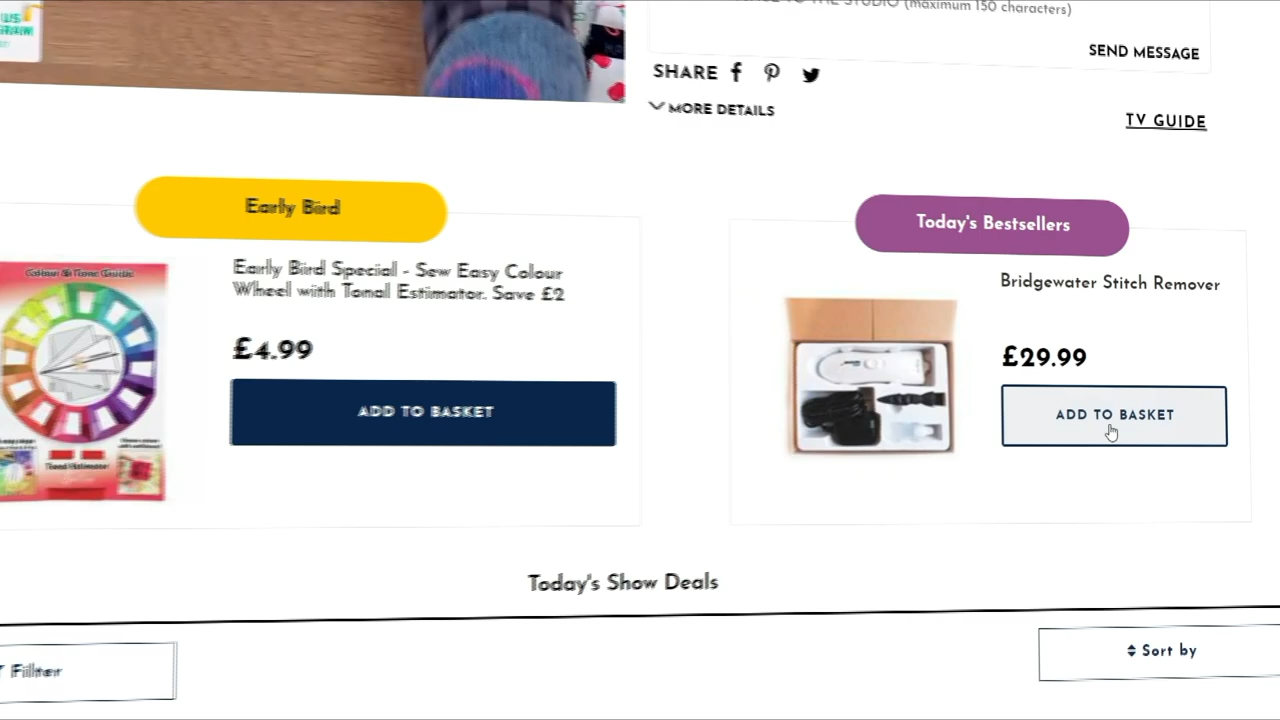 TO THE STUDIO (maximum 150 characters)
SEND MESSAGE
SHARE
MORE DETAILS
TV GUIDE
Early Bird
Early Bird Special - Sew Easy Colour
Wheel with Tonal Estimator. Save £2
£4.99
ADD TO BASKET
Colour & Tone Guide
Tonal Estimator
Today's Bestsellers
Bridgewater Stitch Remover
£29.99
ADD TO BASKET
Today's Show Deals
Filter
Sort by